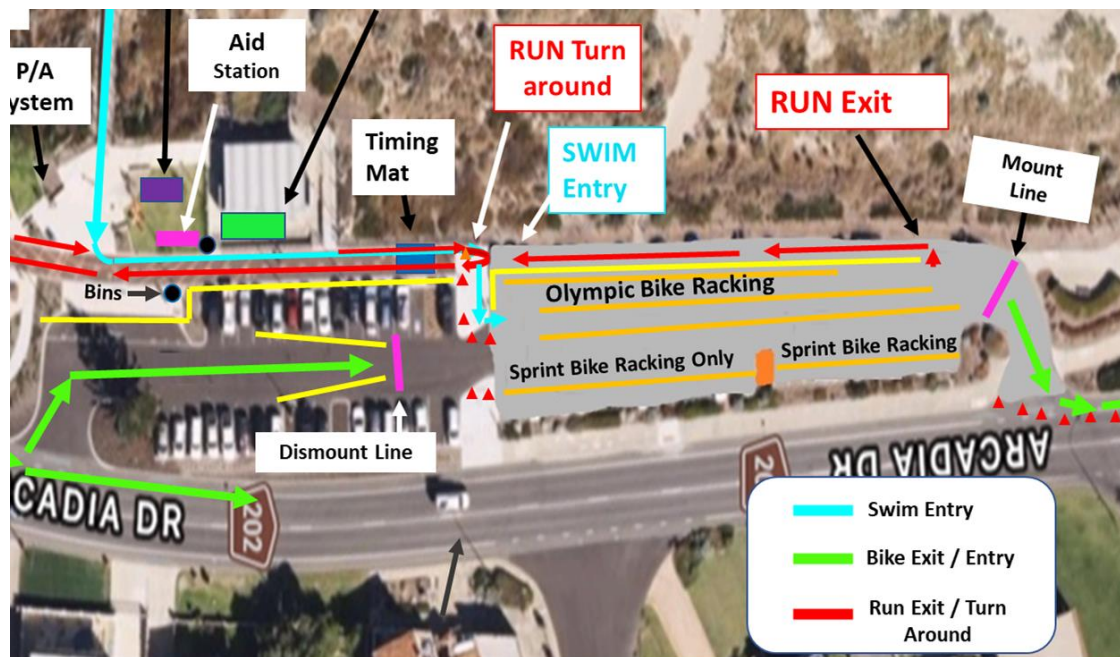 P/A
ystem
Aid
Station
Timing
Mat
RUN Turn
around
SWIM
Entry
RUN Exit
Mount
Line
Bins
Olympic Bike Racking
Sprint Bike Racking Only
Sprint Bike Racking
Dismount Line
CADIA DR
202
ARCADIA DR
20
Swim Entry
Bike Exit / Entry
Run Exit / Turn
Around